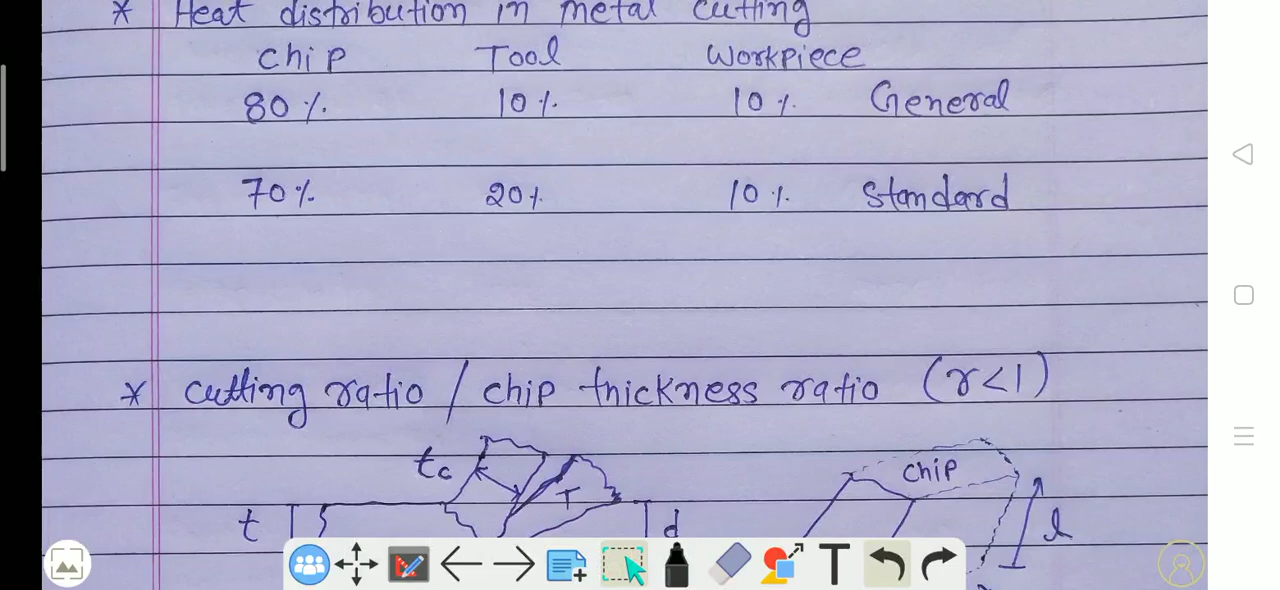 * Heat distribution in metal cutting
chip Tool Workpiece
80 % 10 % 10 % General
70 % 20 % 10 % Standard
* cutting ratio / chip thickness ratio (r<1)
tc T chip
t d l
T